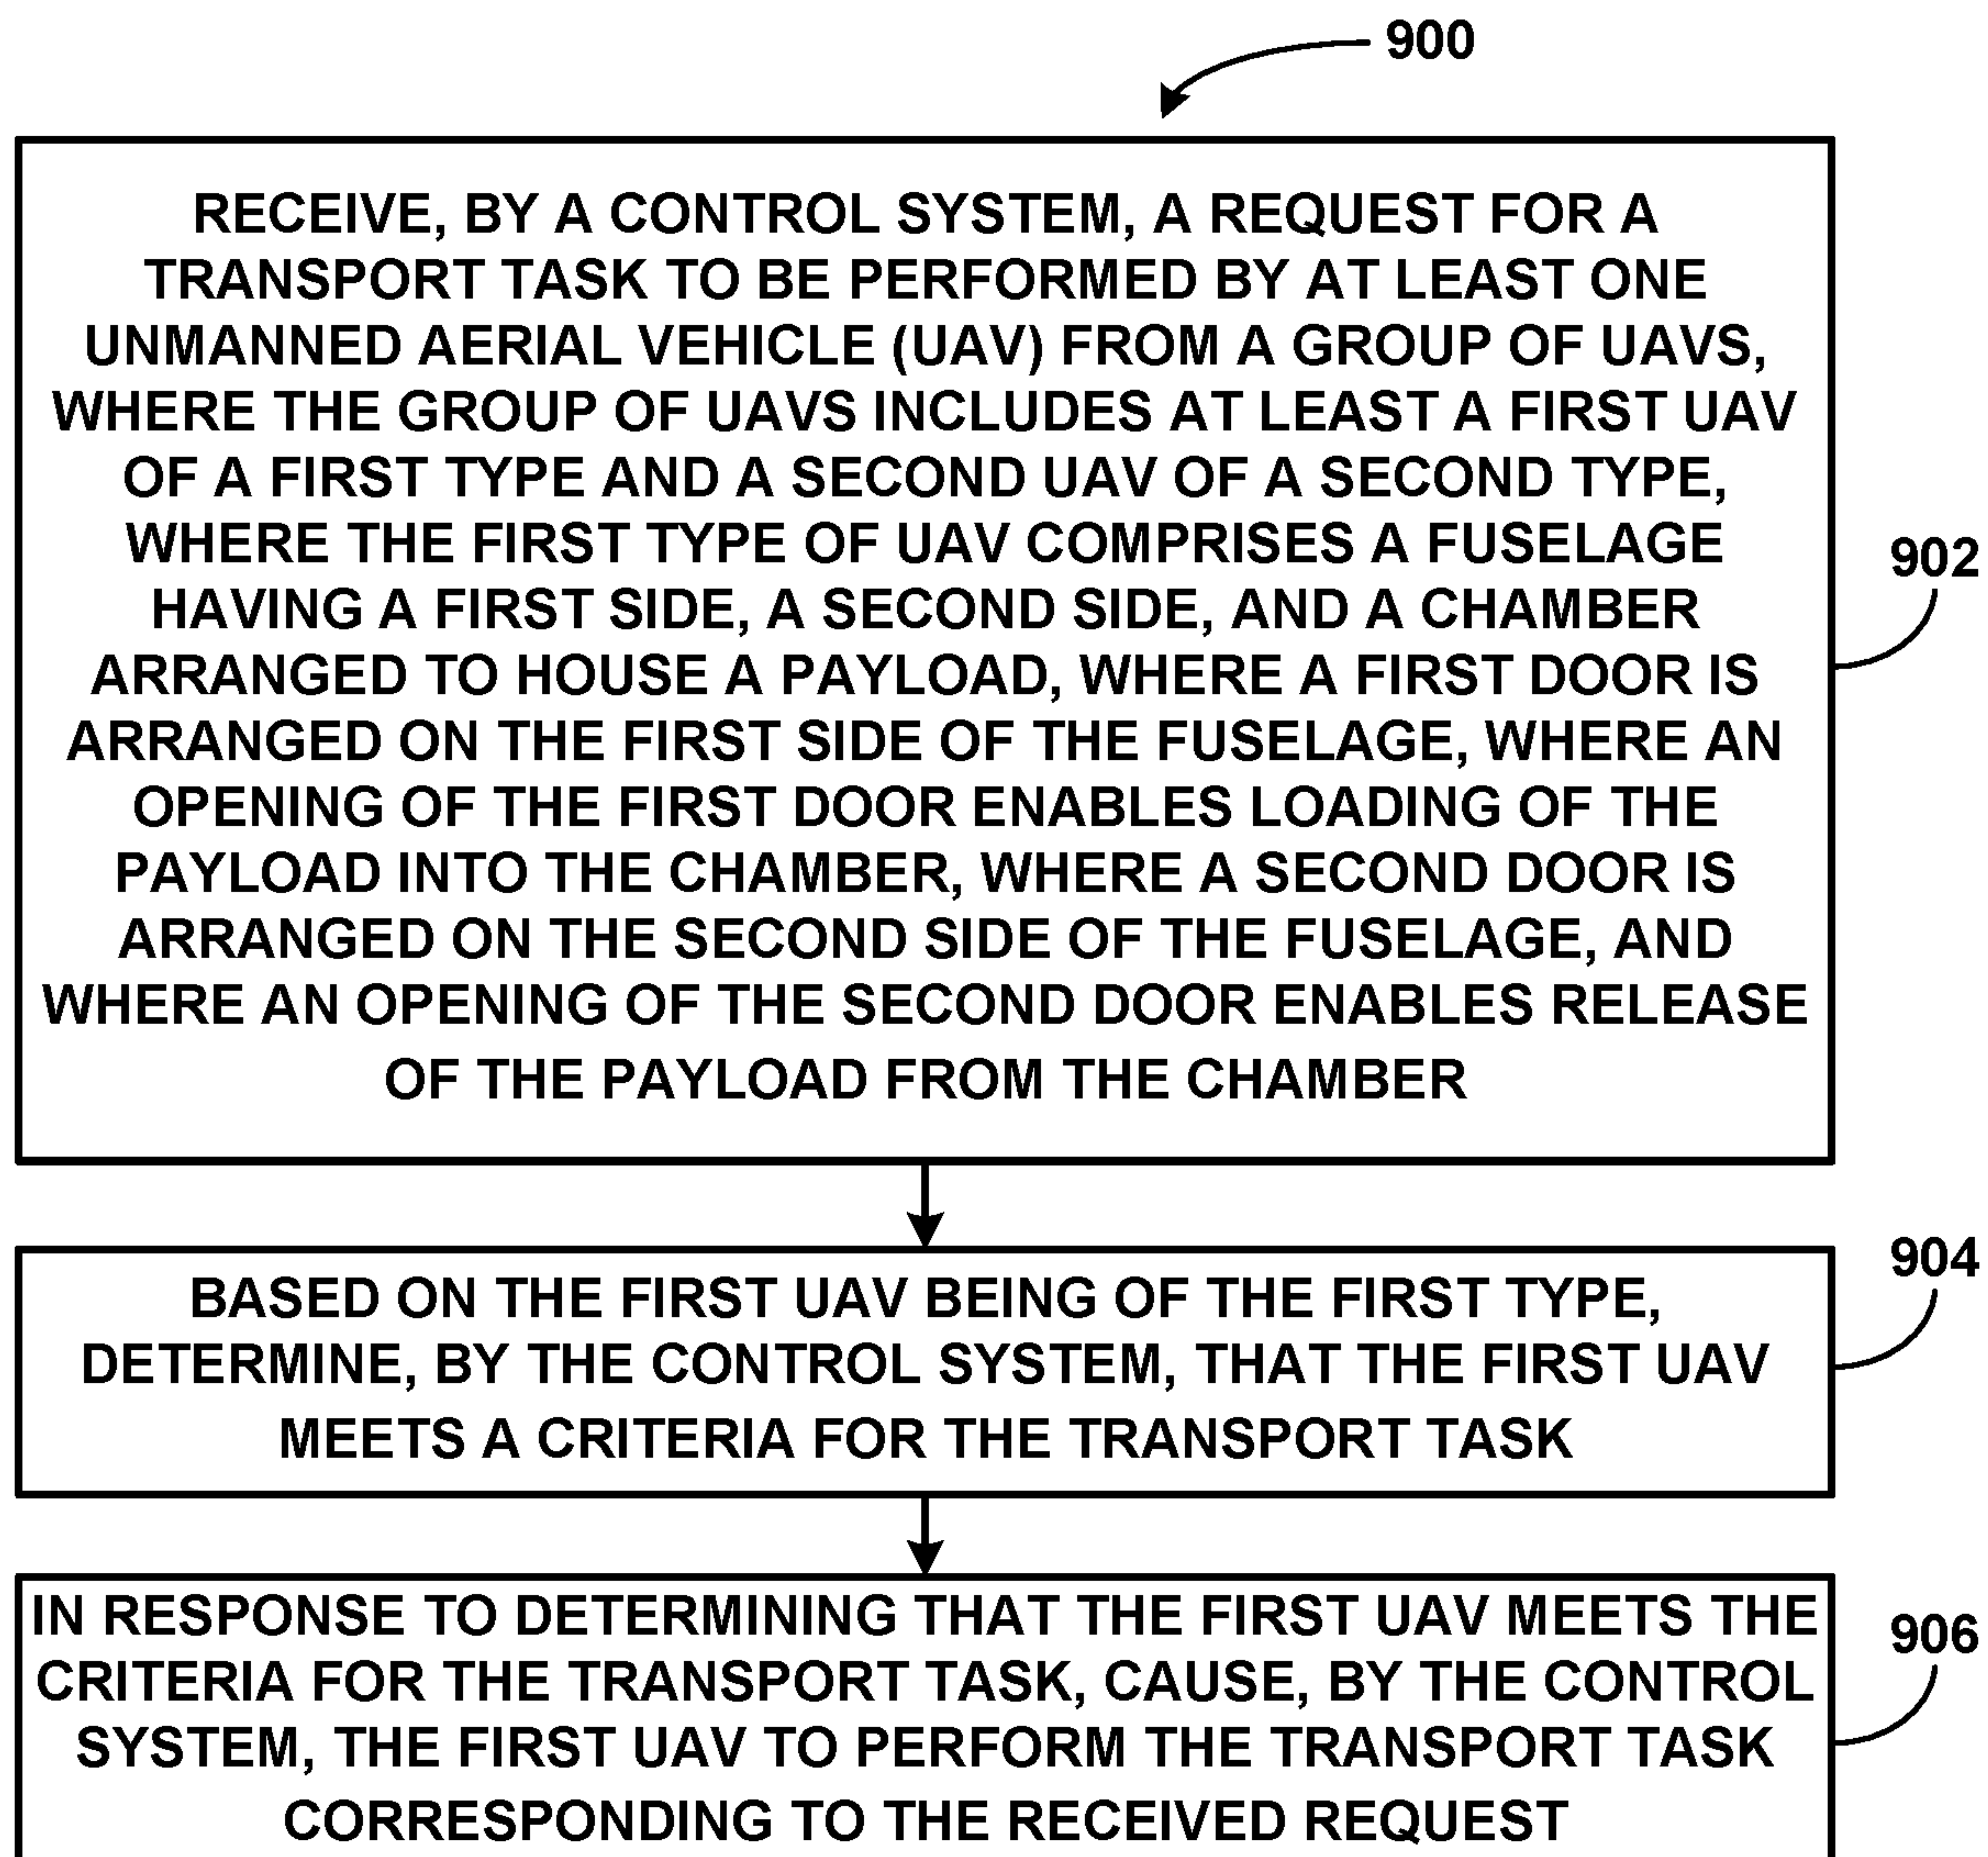 900
RECEIVE, BY A CONTROL SYSTEM, A REQUEST FOR A
TRANSPORT TASK TO BE PERFORMED BY AT LEAST ONE
UNMANNED AERIAL VEHICLE (UAV) FROM A GROUP OF UAVS,
WHERE THE GROUP OF UAVS INCLUDES AT LEAST A FIRST UAV
OF A FIRST TYPE AND A SECOND UAV OF A SECOND TYPE,
WHERE THE FIRST TYPE OF UAV COMPRISES A FUSELAGE
HAVING A FIRST SIDE, A SECOND SIDE, AND A CHAMBER
ARRANGED TO HOUSE A PAYLOAD, WHERE A FIRST DOOR IS
ARRANGED ON THE FIRST SIDE OF THE FUSELAGE, WHERE AN
OPENING OF THE FIRST DOOR ENABLES LOADING OF THE
PAYLOAD INTO THE CHAMBER, WHERE A SECOND DOOR IS
ARRANGED ON THE SECOND SIDE OF THE FUSELAGE, AND
WHERE AN OPENING OF THE SECOND DOOR ENABLES RELEASE
OF THE PAYLOAD FROM THE CHAMBER
902
BASED ON THE FIRST UAV BEING OF THE FIRST TYPE,
DETERMINE, BY THE CONTROL SYSTEM, THAT THE FIRST UAV
MEETS A CRITERIA FOR THE TRANSPORT TASK
904
IN RESPONSE TO DETERMINING THAT THE FIRST UAV MEETS THE
CRITERIA FOR THE TRANSPORT TASK, CAUSE, BY THE CONTROL
SYSTEM, THE FIRST UAV TO PERFORM THE TRANSPORT TASK
CORRESPONDING TO THE RECEIVED REQUEST
906